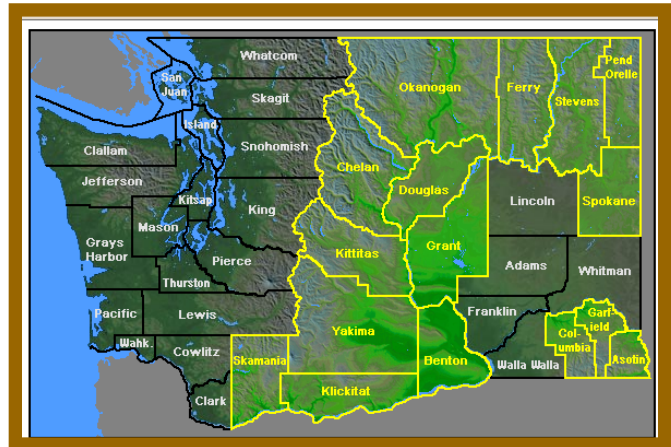 Whatcom
San
Juan
Skagit
Island
Snohomish
Clallam
Jefferson
Kitsap
King
Mason
Grays
Harbor
Pierce
Thurston
Pacific
Lewis
Wahk.
Cowlitz
Clark
Skamania
Okanogan
Ferry
Stevens
Pend
Orelle
Chelan
Douglas
Lincoln
Spokane
Grant
Kittitas
Adams
Whitman
Yakima
Franklin
Benton
Klickitat
Walla Walla
Col-
umbia
Garf-
ield
Asotin